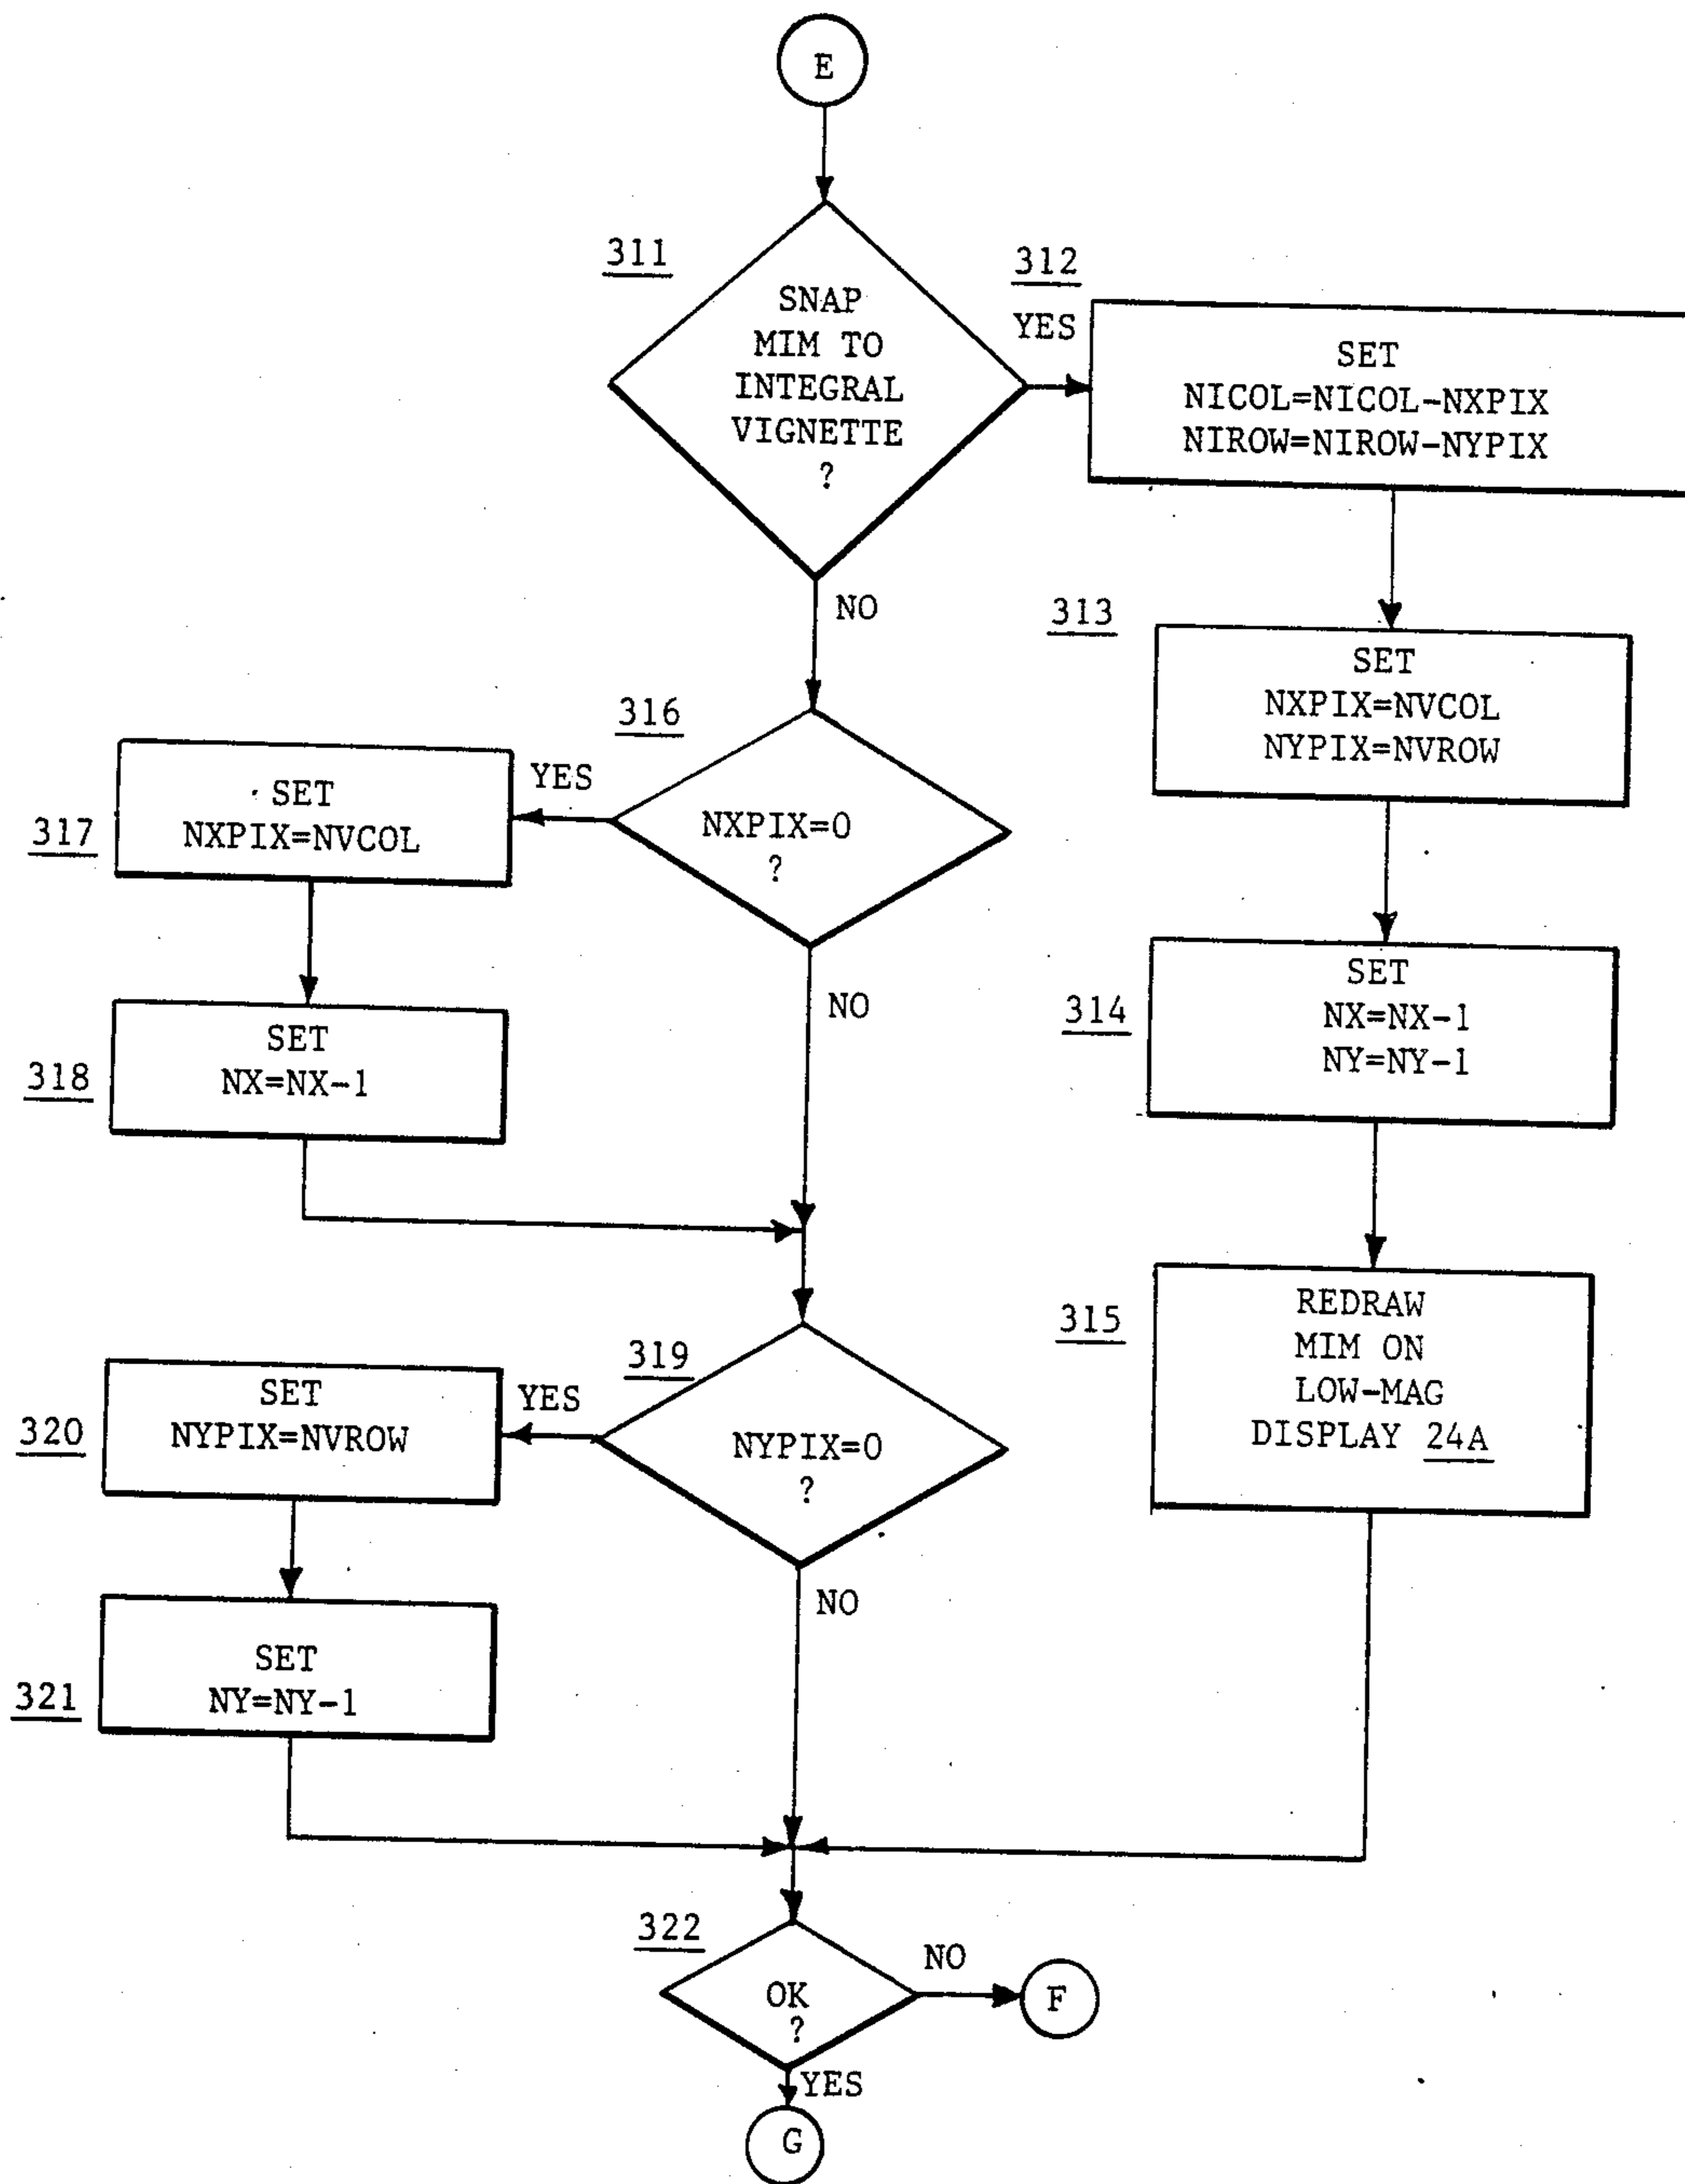 E
311
SNAP
MIM TO
INTEGRAL
VIGNETTE
?
312
YES
SET
NICOL=NICOL-NXPIX
NIROW=NIROW-NYPIX
NO
313
SET
NXPIX=NVCOL
NYPIX=NVROW
316
NXPIX=0
?
YES
317
SET
NXPIX=NVCOL
NO
314
SET
NX=NX-1
NY=NY-1
318
SET
NX=NX-1
315
REDRAW
MIM ON
LOW-MAG
DISPLAY 24A
319
NYPIX=0
?
YES
320
SET
NYPIX=NVROW
NO
321
SET
NY=NY-1
322
OK
?
NO
F
YES
G